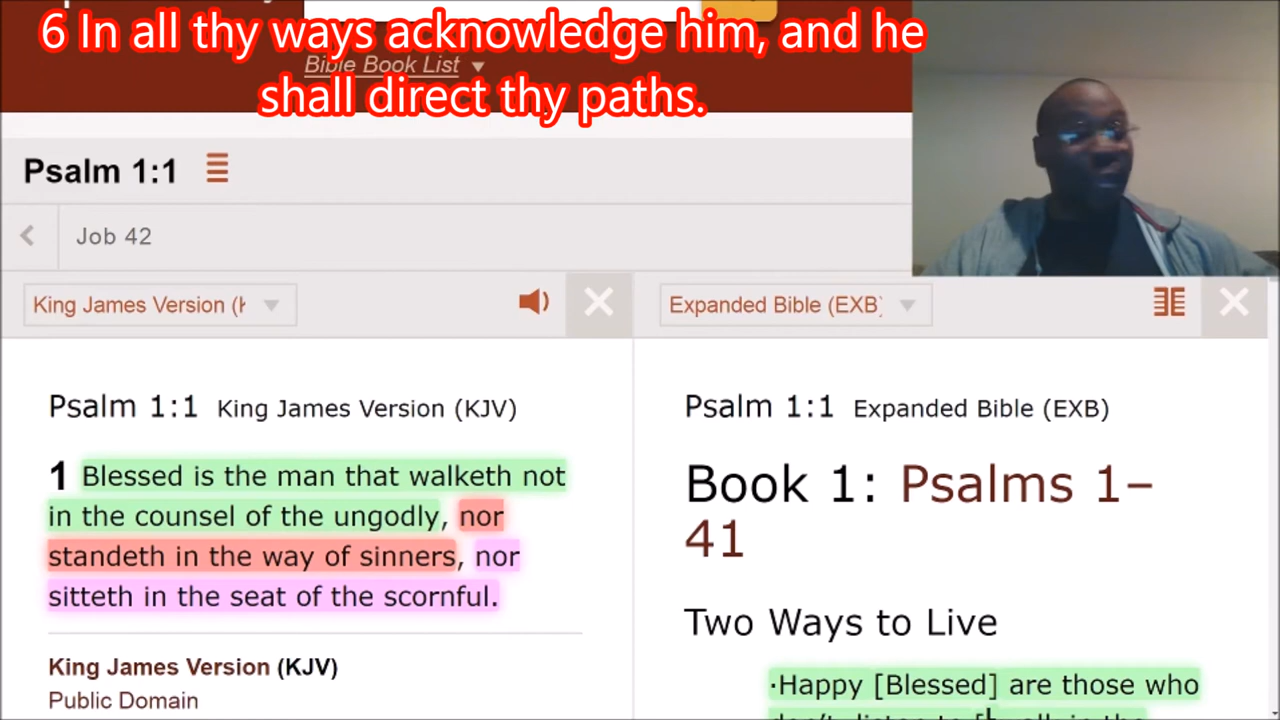 6 In all thy ways acknowledge him, and he
shall direct thy paths.
Bible Book List
Psalm 1:1
Job 42
King James Version (K
Expanded Bible (EXB)
Psalm 1:1 King James Version (KJV)
1 Blessed is the man that walketh not
in the counsel of the ungodly, nor
standeth in the way of sinners, nor
sitteth in the seat of the scornful.
King James Version (KJV)
Public Domain
Psalm 1:1 Expanded Bible (EXB)
Book 1: Psalms 1–
41
Two Ways to Live
·Happy [Blessed] are those who
don't listen to